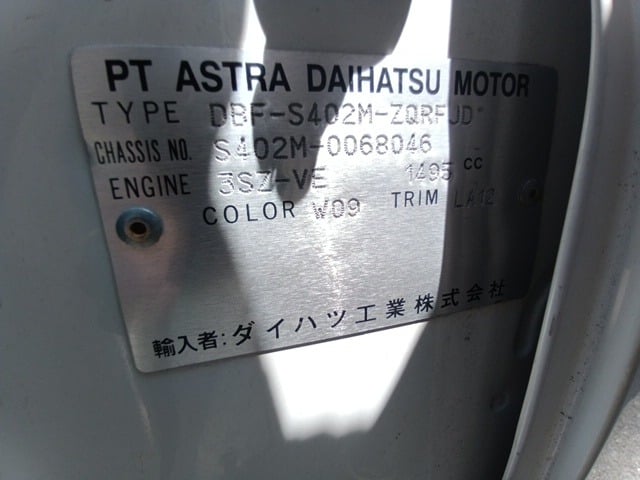 PT ASTRA DAIHATSU MOTOR
TYPE DBF-S402M-ZQRFJD*
CHASSIS NO. S402M-0068046
ENGINE 3SZ-VE 1495 cc
COLOR W09 TRIM LA12
輸入者:ダイハツ工業株式会社